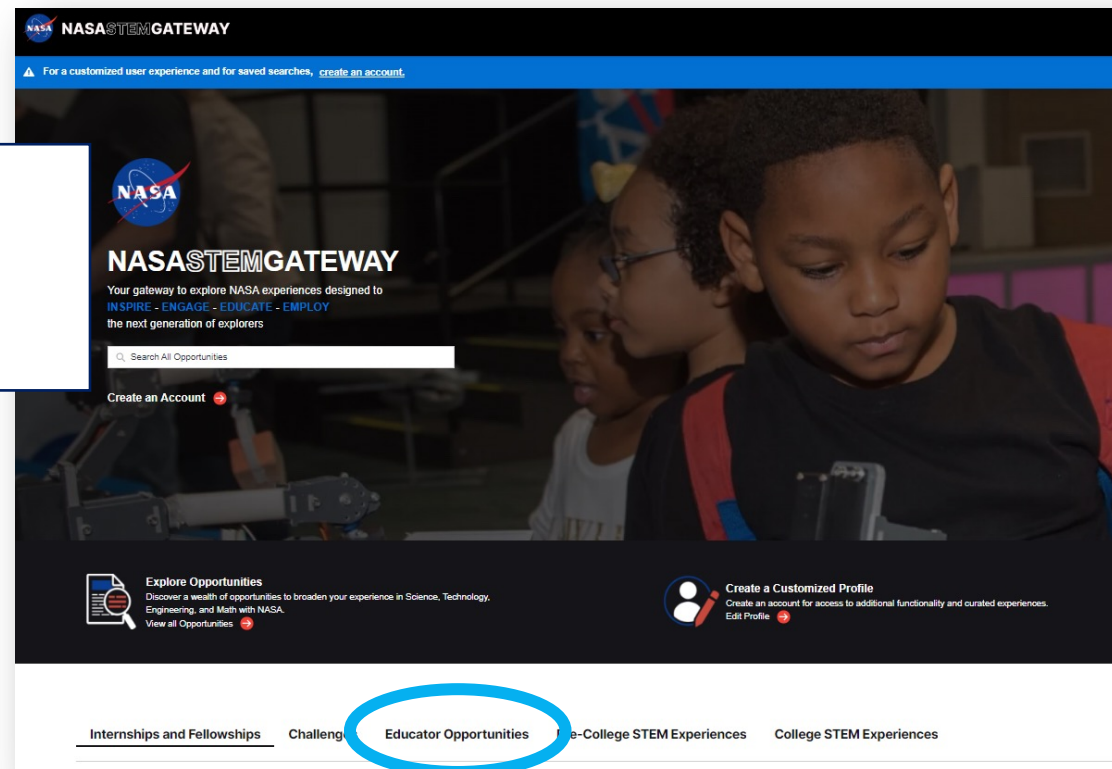 NASA NASASTEMGATEWAY
For a customized user experience and for saved searches, create an account.
NASA
NASASTEMGATEWAY
Your gateway to explore NASA experiences designed to
INSPIRE - ENGAGE - EDUCATE - EMPLOY
the next generation of explorers
Search All Opportunities
Create an Account
Explore Opportunities
Discover a wealth of opportunities to broaden your experience in Science, Technology,
Engineering, and Math with NASA.
View all Opportunities
Create a Customized Profile
Create an account for access to additional functionality and curated experiences.
Edit Profile
Internships and Fellowships Educator Opportunities College STEM Experiences